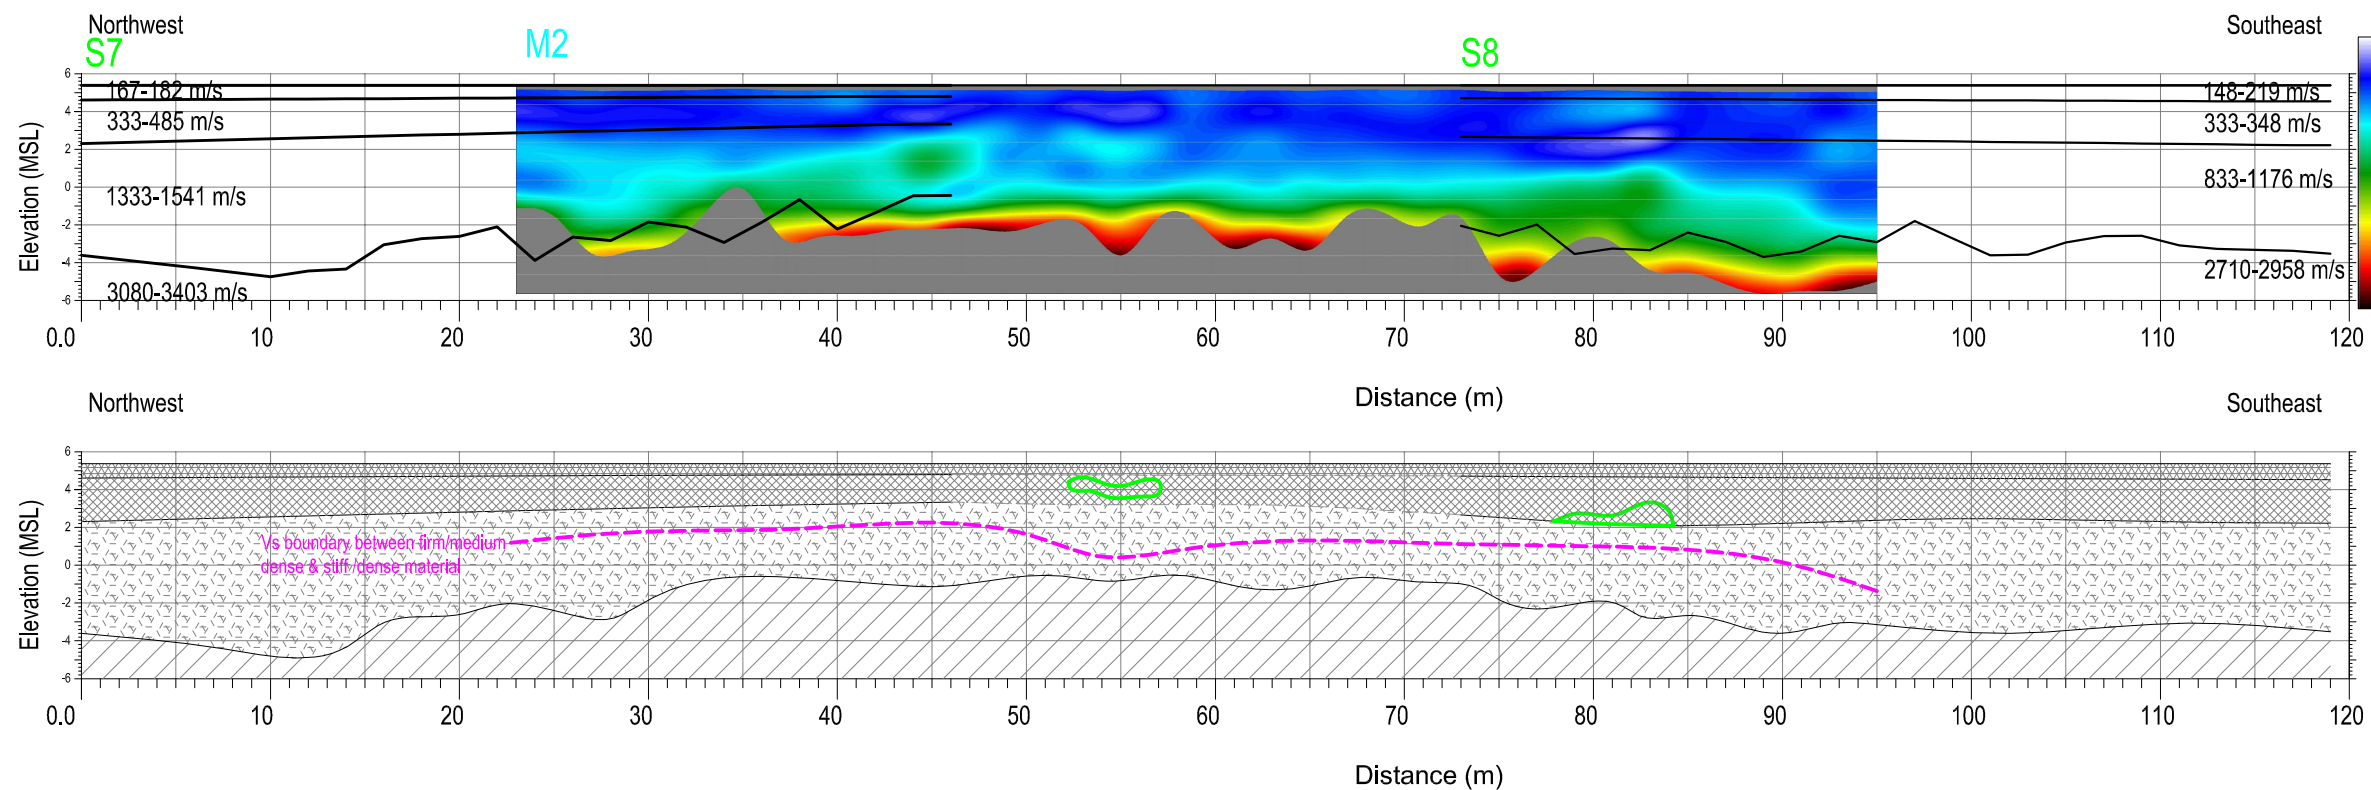 Northwest
Southeast
S7
M2
S8
6
4
2
0
-2
-4
-6
Elevation (MSL)
167-182 m/s
333-485 m/s
1333-1541 m/s
3080-3403 m/s
148-219 m/s
333-348 m/s
833-1176 m/s
2710-2958 m/s
0.0 10 20 30 40 50 60 70 80 90 100 110 120
Distance (m)
Northwest
Southeast
6
4
2
0
-2
-4
-6
Elevation (MSL)
Vs boundary between firm/medium
dense & stiff /dense material
0.0 10 20 30 40 50 60 70 80 90 100 110 120
Distance (m)